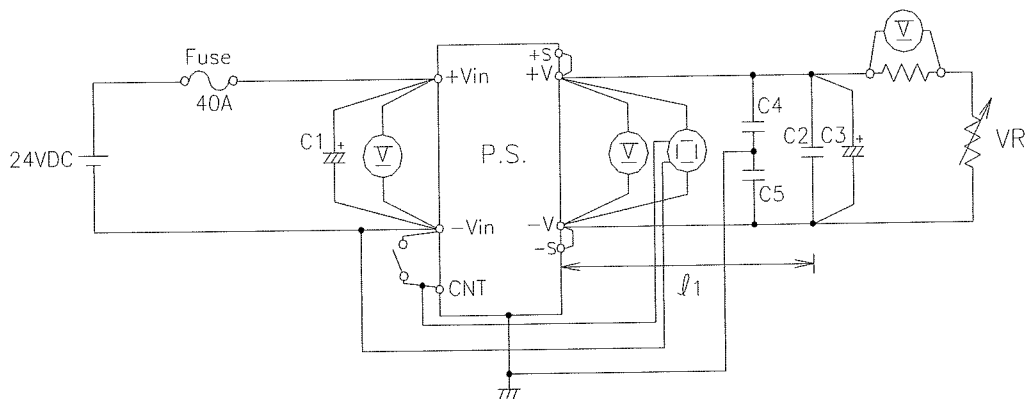 Fuse
40A
24VDC
+Vin
C1
+
V
-Vin
CNT
P.S.
+S
+V
V
-V
-S
C4
C5
C2
C3
+
V
VR
ℓ1